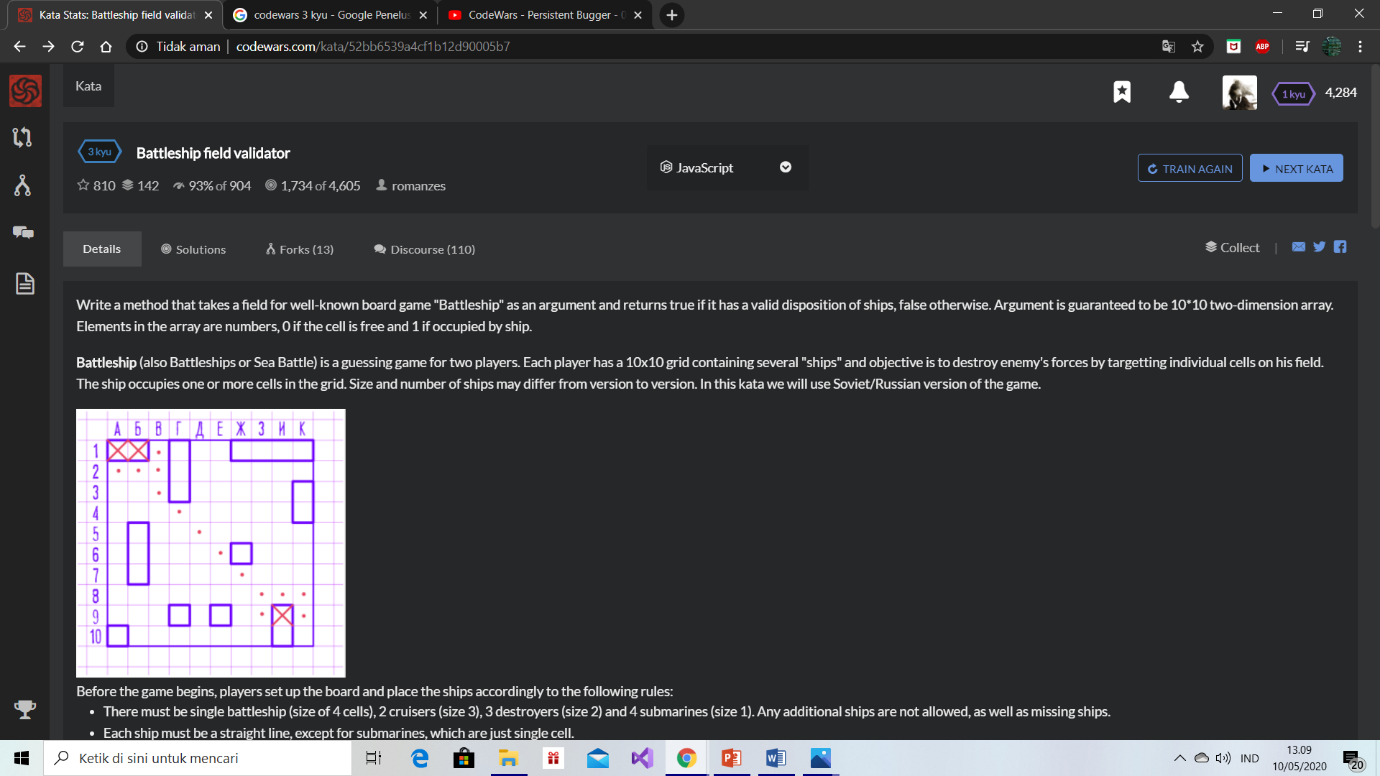 Kata Stats: Battleship field validat
codewars 3 kyu - Google Penelus
CodeWars - Persistent Bugger - 
Tidak aman | codewars.com/kata/52bb6539a4cf1b12d90005b7
ABP
Kata
1 kyu 4,284
3 kyu Battleship field validator
JavaScript
TRAIN AGAIN
NEXT KATA
810 142 93% of 904 1,734 of 4,605 romanzes
Details Solutions Forks (13) Discourse (110)
Collect |
Write a method that takes a field for well-known board game "Battleship" as an argument and returns true if it has a valid disposition of ships, false otherwise. Argument is guaranteed to be 10*10 two-dimension array.
Elements in the array are numbers, 0 if the cell is free and 1 if occupied by ship.
Battleship (also Battleships or Sea Battle) is a guessing game for two players. Each player has a 10x10 grid containing several "ships" and objective is to destroy enemy's forces by targetting individual cells on his field.
The ship occupies one or more cells in the grid. Size and number of ships may differ from version to version. In this kata we will use Soviet/Russian version of the game.
А Б В Г Д Е Ж З И К
1
2
3
4
5
6
7
8
9
10
Before the game begins, players set up the board and place the ships accordingly to the following rules:
• There must be single battleship (size of 4 cells), 2 cruisers (size 3), 3 destroyers (size 2) and 4 submarines (size 1). Any additional ships are not allowed, as well as missing ships.
• Each ship must be a straight line, except for submarines, which are just single cell.
Ketik di sini untuk mencari
IND
13.09
10/05/2020
20